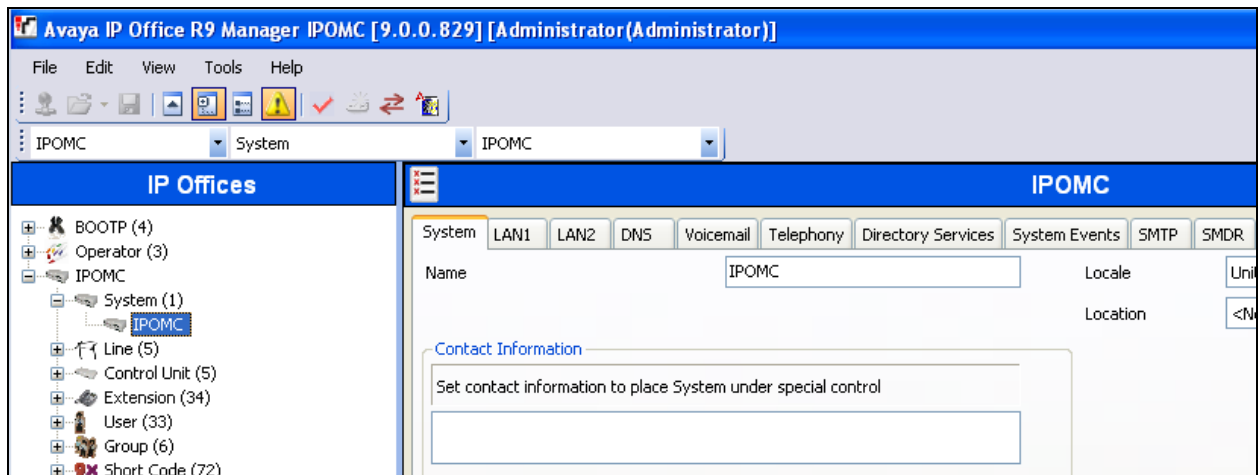 Avaya IP Office R9 Manager IPOMC [9.0.0.829] [Administrator(Administrator)]
File Edit View Tools Help
IPOMC System IPOMC
IP Offices
BOOTP (4)
Operator (3)
IPOMC
System (1)
IPOMC
Line (5)
Control Unit (5)
Extension (34)
User (33)
Group (6)
Short Code (72)
IPOMC
System LAN1 LAN2 DNS Voicemail Telephony Directory Services System Events SMTP SMDR
Name IPOMC Locale
Location
Contact Information
Set contact information to place System under special control